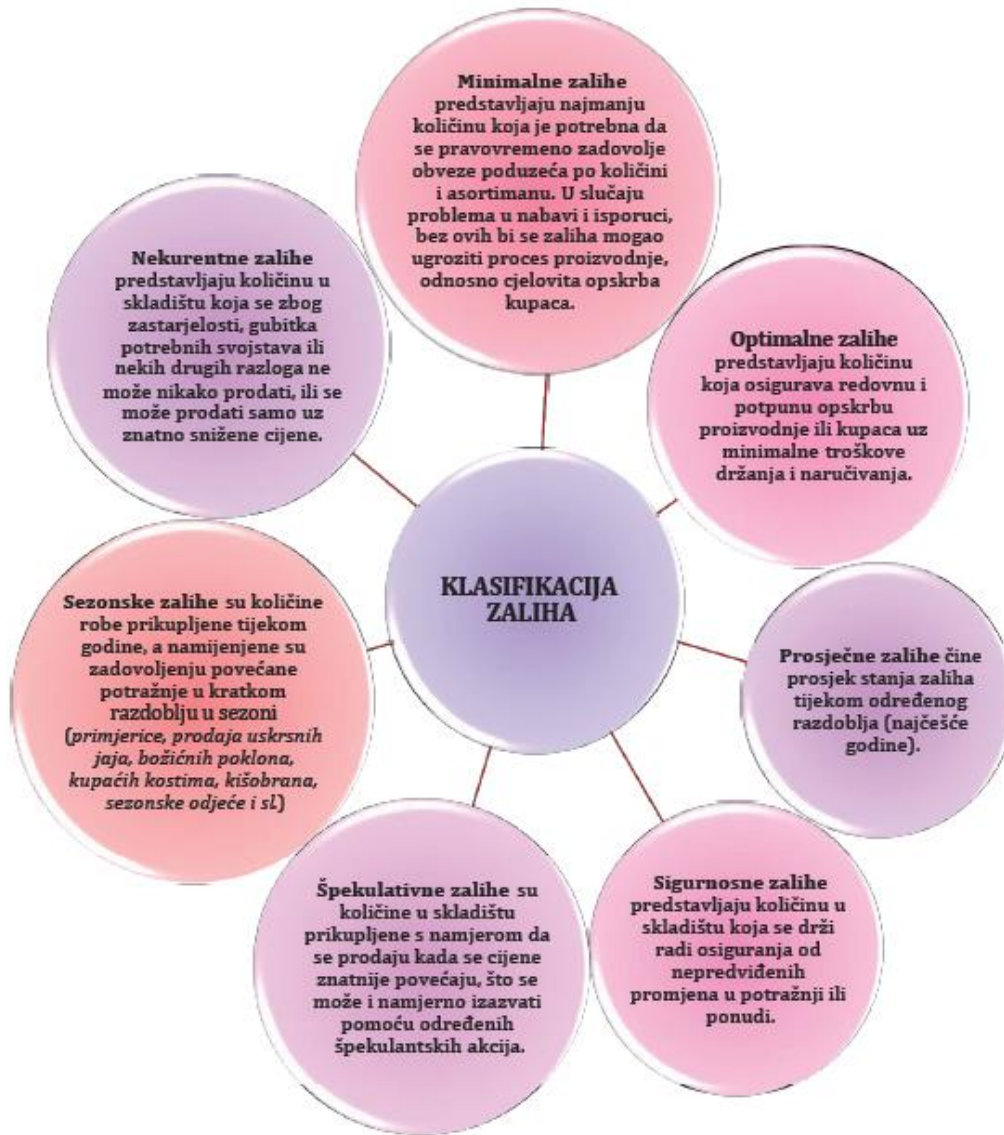 Minimalne zalihe
predstavljaju najmanju
količinu koja je potrebna da
se pravovremeno zadovolje
obveze poduzeća po količini
i asortimanu. U slučaju
problema u nabavi i isporuci,
bez ovih bi se zaliha mogao
ugroziti proces proizvodnje,
odnosno cjelovita opskrba
kupaca.
Optimalne zalihe
predstavljaju količinu
koja osigurava redovnu i
potpunu opskrbu
proizvodnje ili kupaca uz
minimalne troškove
držanja i naručivanja.
Prosječne zalihe čine
prosjek stanja zaliha
tijekom određenog
razdoblja (najčešće
godine).
Sigurnosne zalihe
predstavljaju količinu u
skladištu koja se drži
radi osiguranja od
nepredviđenih
promjena u potražnji ili
ponudi.
Špekulativne zalihe su
količine u skladištu
prikupljene s namjerom da
se prodaju kada se cijene
znatnije povećaju, što se
može i namjerno izazvati
pomoću određenih
špekulantskih akcija.
Sezonske zalihe su količine
robe prikupljene tijekom
godine, a namijenjene su
zadovoljenju povećane
potražnje u kratkom
razdoblju u sezoni
(primjerice, prodaja uskrsnih
jaja, božićnih poklona,
kupaćih kostima, kišobrana,
sezonske odjeće i sl.)
Nekurentne zalihe
predstavljaju količinu u
skladištu koja se zbog
zastarjelosti, gubitka
potrebnih svojstava ili
nekih drugih razloga ne
može nikako prodati, ili se
može prodati samo uz
znatno snižene cijene.
KLASIFIKACIJA
ZALIHA